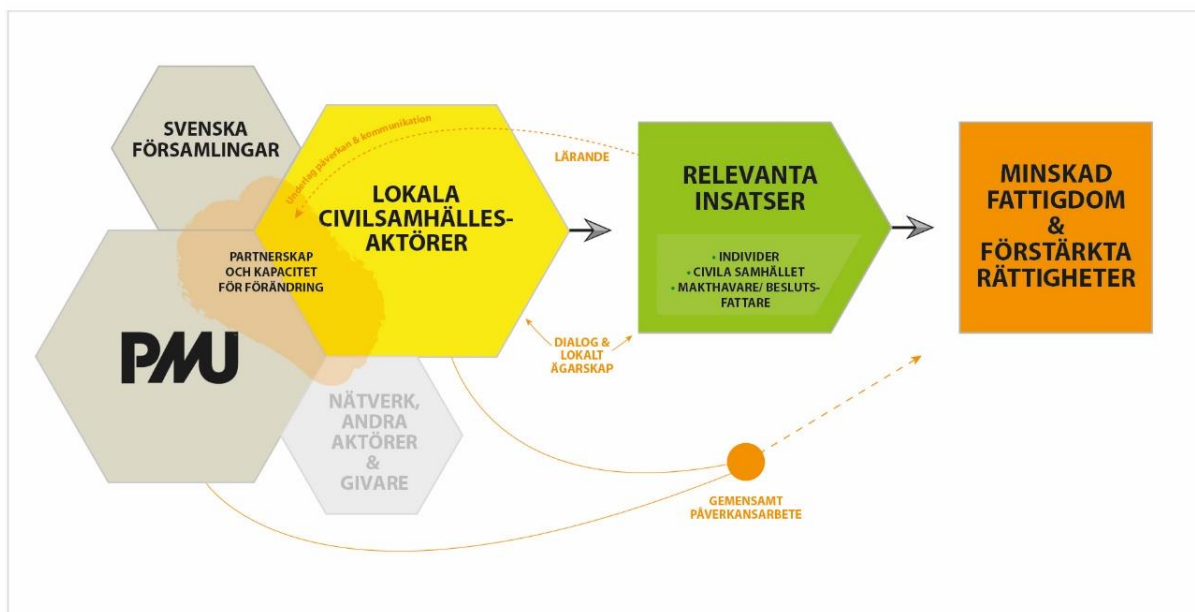 SVENSKA
FÖRSAMLINGAR
Underlag påverkan & kommunikation
LÄRANDE
LOKALA
CIVILSAMHÄLLES-
AKTÖRER
PARTNERSKAP
OCH KAPACITET
FÖR FÖRÄNDRING
PMU
NÄTVERK,
ANDRA
AKTÖRER
&
GIVARE
RELEVANTA
INSATSER
• INDIVIDER
• CIVILA SAMHÄLLET
• MAKTHAVARE/ BESLUTS-
FATTARE
DIALOG &
LOKALT
ÄGARSKAP
GEMENSAMT
PÅVERKANSARBETE
MINSKAD
FATTIGDOM
&
FÖRSTÄRKTA
RÄTTIGHETER